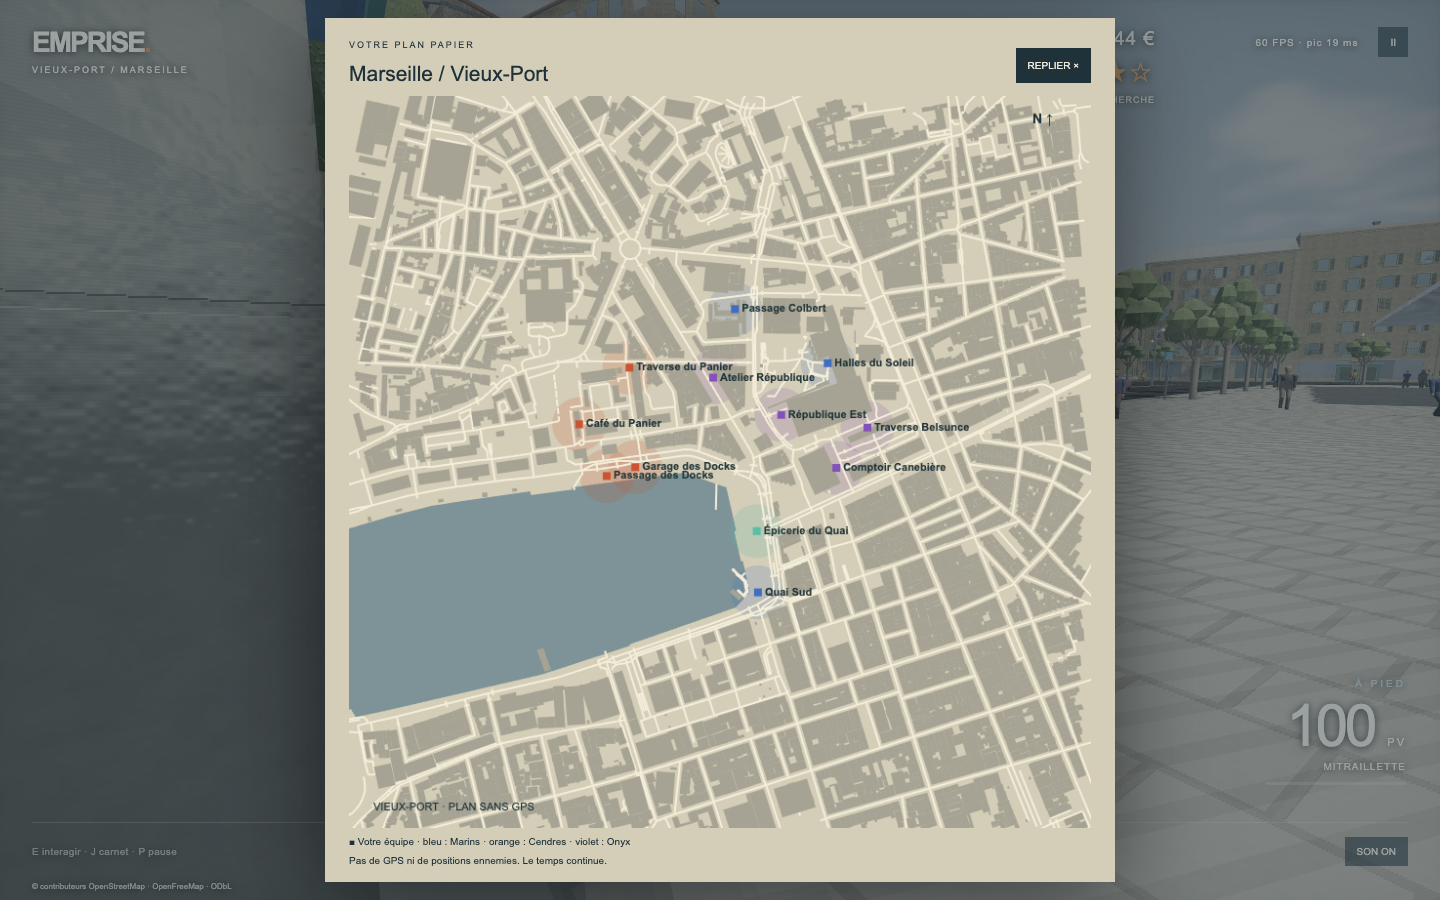 EMPRISE.
VIEUX-PORT / MARSEILLE
VOTRE PLAN PAPIER
Marseille / Vieux-Port
REPLIER ×
44 €
60 FPS · pic 19 ms
II
N ↑
Passage Colbert
Traverse du Panier
Halles du Soleil
Atelier République
République Est
Café du Panier
Traverse Belsunce
Garage des Docks
Comptoir Canebière
Passage des Docks
Épicerie du Quai
Quai Sud
VIEUX-PORT · PLAN SANS GPS
■ Votre équipe · bleu : Marins · orange : Cendres · violet : Onyx
Pas de GPS ni de positions ennemies. Le temps continue.
À PIED
100 PV
MITRAILLETTE
E interagir · J carnet · P pause
SON ON
© contributeurs OpenStreetMap · OpenFreeMap · ODbL